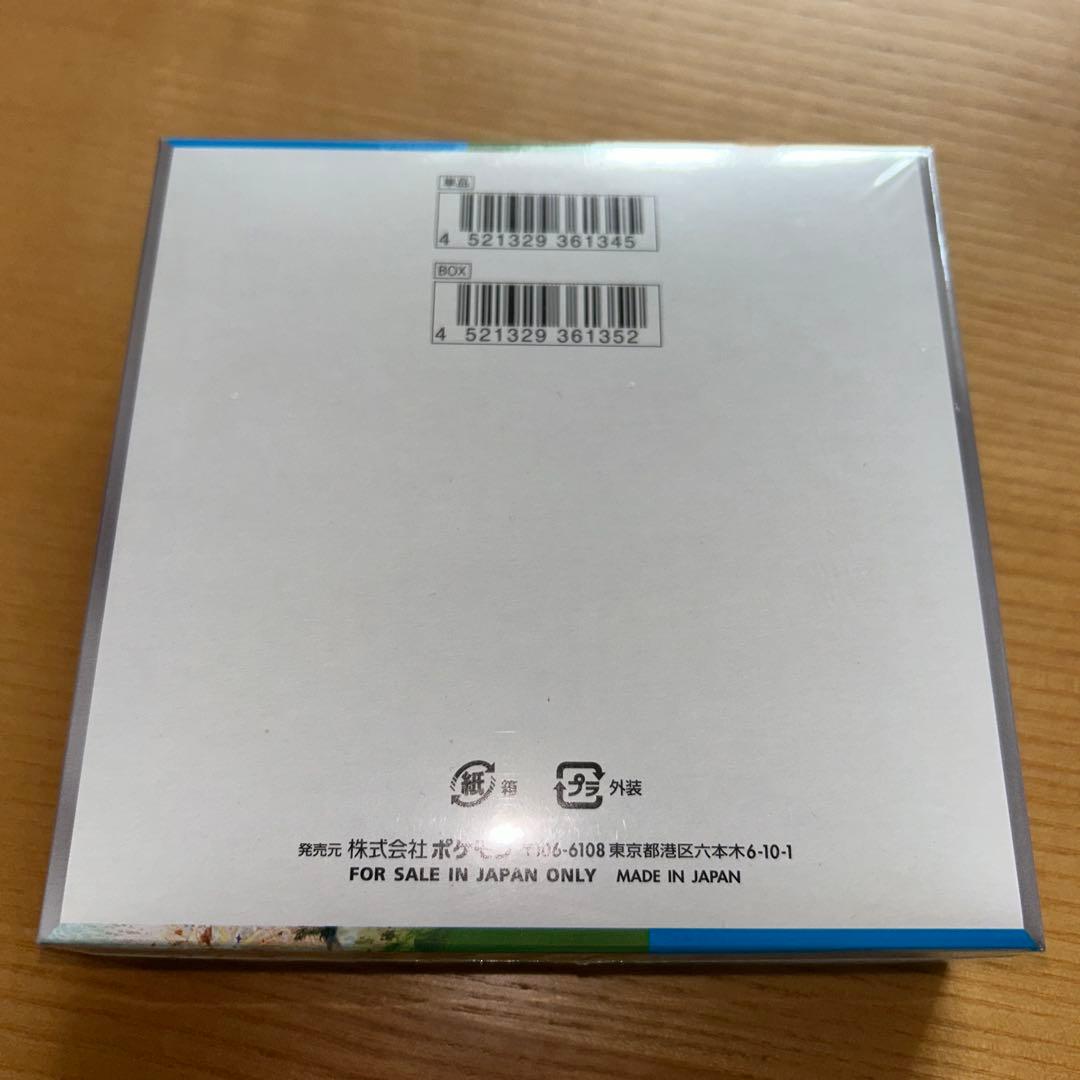 単品
4 521329 361345
BOX
4 521329 361352
紙 箱 プラ 外装
発売元 株式会社 ポケモン 〒106-6108 東京都港区六本木6-10-1
FOR SALE IN JAPAN ONLY MADE IN JAPAN